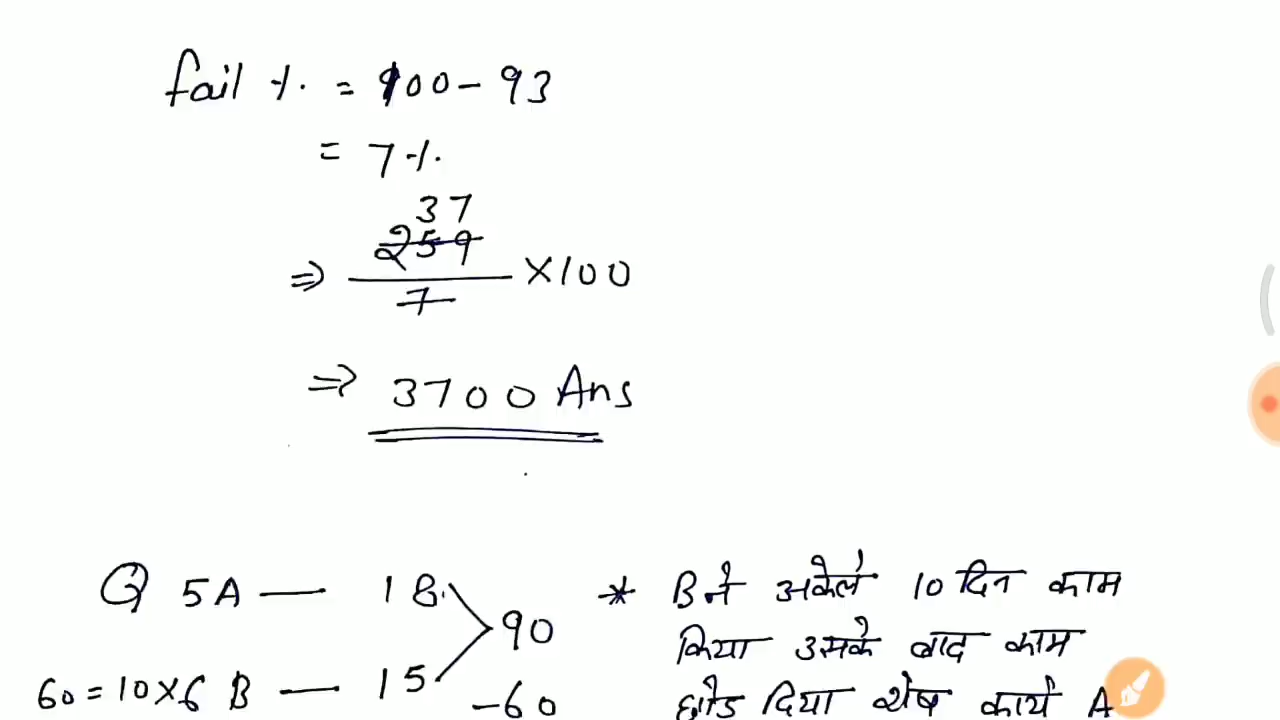 fail % = 100 - 93
= 7%
37
⇒ 259/7 × 100
⇒ 3700 Ans
Q 5A — 18
90
60 = 10×6 B — 15
-60
* B ने अकेले 10 दिन काम
किया उसके बाद काम
छोड दिया शेष कार्य A